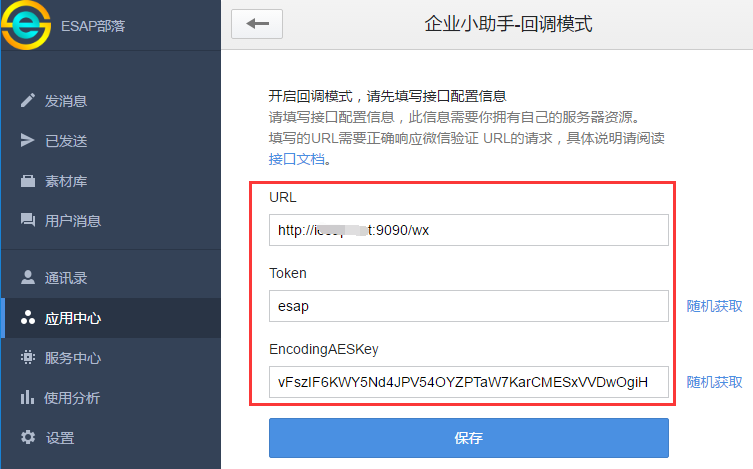 ESAP部落
企业小助手-回调模式
发消息
已发送
素材库
用户消息
通讯录
应用中心
服务中心
使用分析
设置
开启回调模式，请先填写接口配置信息
请填写接口配置信息，此信息需要你拥有自己的服务器资源。
填写的URL需要正确响应微信验证 URL的请求，具体说明请阅读
接口文档。
URL
:9090/wx
Token
esap
随机获取
EncodingAESKey
vFszIF6KWY5Nd4JPV54OYZPTaW7KarCMESxVVDwOgiH
随机获取
保存